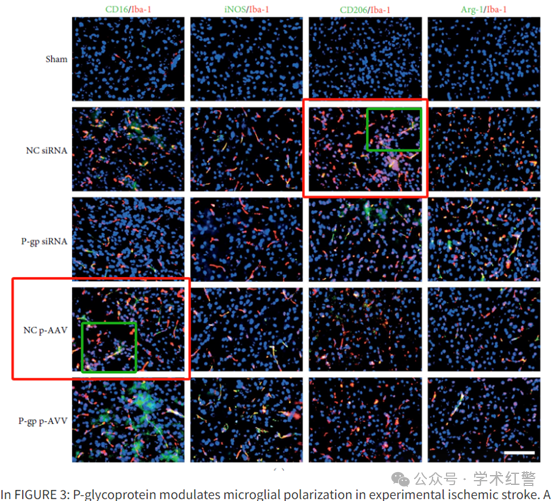 CD16/Iba-1 iNOS/Iba-1 CD206/Iba-1 Arg-1/Iba-1
Sham
NC siRNA
P-gp siRNA
NC p-AAV
P-gp p-AVV
公众号 · 学术红警
In FIGURE 3: P-glycoprotein modulates microglial polarization in experimental ischemic stroke. A